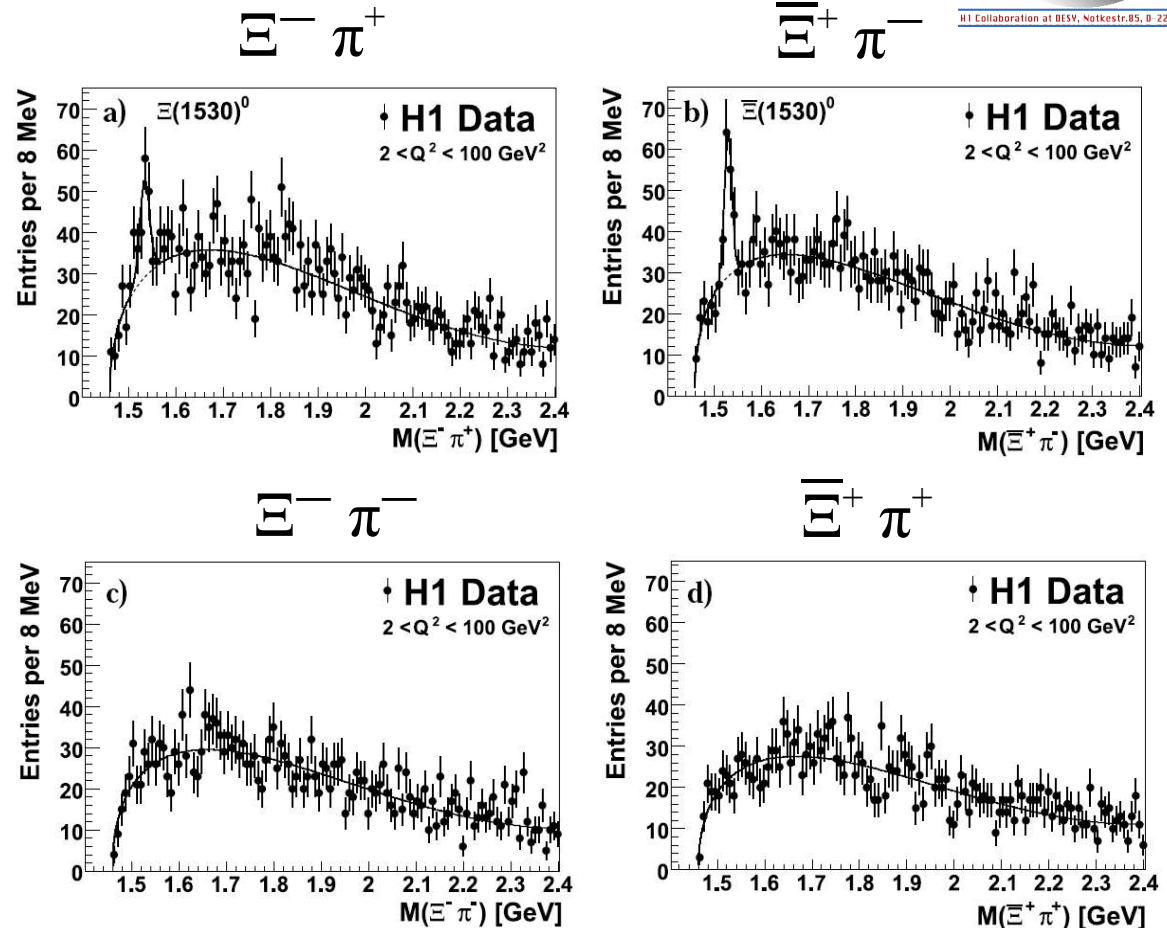 Ξ⁻ π⁺
Ξ̅⁺ π⁻
H1 Collaboration at DESY, Notkestr.85, D-22
a) Ξ(1530)⁰
H1 Data
2 <Q² < 100 GeV²
Entries per 8 MeV
70
60
50
40
30
20
10
0
1.5 1.6 1.7 1.8 1.9 2 2.1 2.2 2.3 2.4
M(Ξ⁻ π⁺) [GeV]
b) Ξ̅(1530)⁰
H1 Data
2 <Q² < 100 GeV²
Entries per 8 MeV
70
60
50
40
30
20
10
0
1.5 1.6 1.7 1.8 1.9 2 2.1 2.2 2.3 2.4
M(Ξ̅⁺ π⁻) [GeV]
Ξ⁻ π⁻
Ξ̅⁺ π⁺
c)
H1 Data
2 <Q² < 100 GeV²
Entries per 8 MeV
70
60
50
40
30
20
10
0
1.5 1.6 1.7 1.8 1.9 2 2.1 2.2 2.3 2.4
M(Ξ⁻ π⁻) [GeV]
d)
H1 Data
2 <Q² < 100 GeV²
Entries per 8 MeV
70
60
50
40
30
20
10
0
1.5 1.6 1.7 1.8 1.9 2 2.1 2.2 2.3 2.4
M(Ξ̅⁺ π⁺) [GeV]